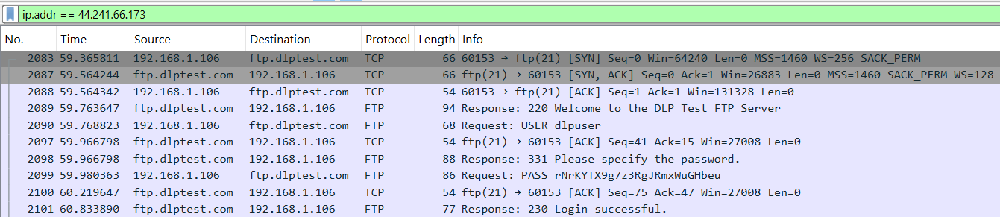 ip.addr == 44.241.66.173
No. Time Source Destination Protocol Length Info
2083 59.365811 192.168.1.106 ftp.dlptest.com TCP 66 60153 → ftp(21) [SYN] Seq=0 Win=64240 Len=0 MSS=1460 WS=256 SACK_PERM
2087 59.564244 ftp.dlptest.com 192.168.1.106 TCP 66 ftp(21) → 60153 [SYN, ACK] Seq=0 Ack=1 Win=26883 Len=0 MSS=1460 SACK_PERM WS=128
2088 59.564342 192.168.1.106 ftp.dlptest.com TCP 54 60153 → ftp(21) [ACK] Seq=1 Ack=1 Win=131328 Len=0
2089 59.763647 ftp.dlptest.com 192.168.1.106 FTP 94 Response: 220 Welcome to the DLP Test FTP Server
2090 59.768823 192.168.1.106 ftp.dlptest.com FTP 68 Request: USER dlpuser
2097 59.966798 ftp.dlptest.com 192.168.1.106 TCP 54 ftp(21) → 60153 [ACK] Seq=41 Ack=15 Win=27008 Len=0
2098 59.966798 ftp.dlptest.com 192.168.1.106 FTP 88 Response: 331 Please specify the password.
2099 59.980363 192.168.1.106 ftp.dlptest.com FTP 86 Request: PASS rNrKYTX9g7z3RgJRmxWuGHbeu
2100 60.219647 ftp.dlptest.com 192.168.1.106 TCP 54 ftp(21) → 60153 [ACK] Seq=75 Ack=47 Win=27008 Len=0
2101 60.833890 ftp.dlptest.com 192.168.1.106 FTP 77 Response: 230 Login successful.